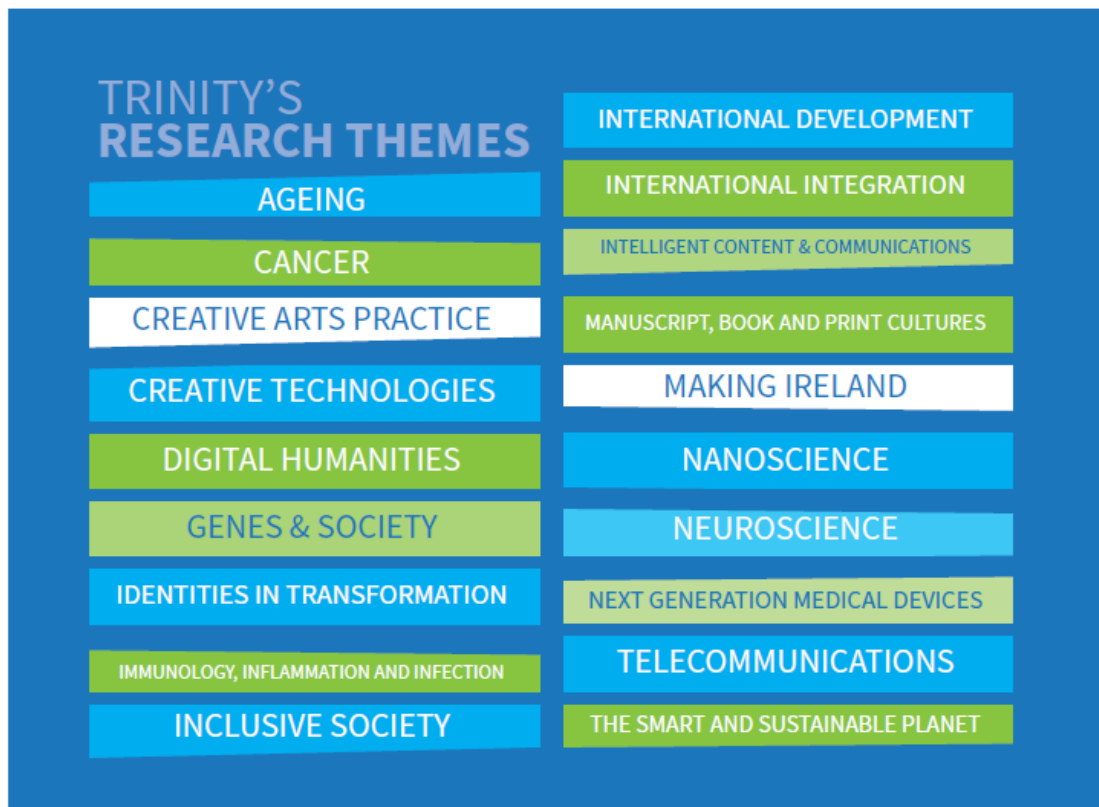 TRINITY'S
RESEARCH THEMES
AGEING
CANCER
CREATIVE ARTS PRACTICE
CREATIVE TECHNOLOGIES
DIGITAL HUMANITIES
GENES & SOCIETY
IDENTITIES IN TRANSFORMATION
IMMUNOLOGY, INFLAMMATION AND INFECTION
INCLUSIVE SOCIETY
INTERNATIONAL DEVELOPMENT
INTERNATIONAL INTEGRATION
INTELLIGENT CONTENT & COMMUNICATIONS
MANUSCRIPT, BOOK AND PRINT CULTURES
MAKING IRELAND
NANOSCIENCE
NEUROSCIENCE
NEXT GENERATION MEDICAL DEVICES
TELECOMMUNICATIONS
THE SMART AND SUSTAINABLE PLANET